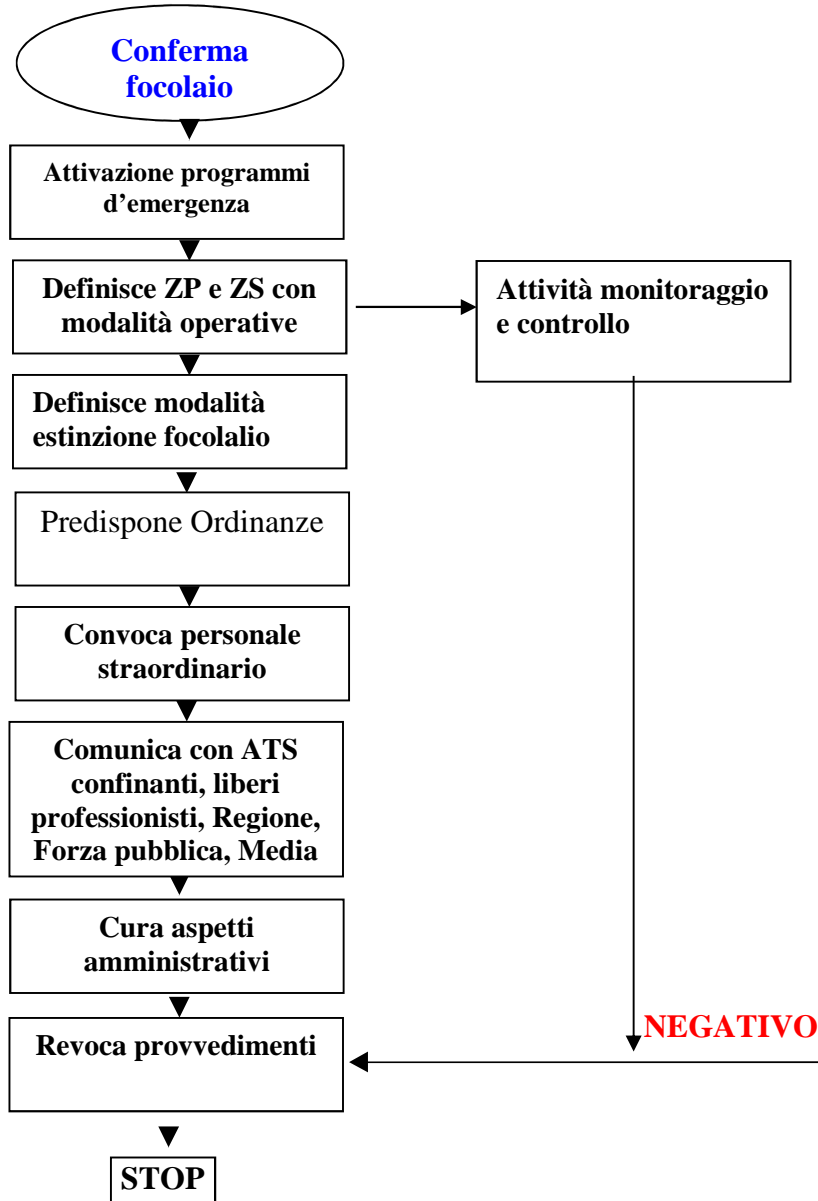 Conferma
focolaio
Attivazione programmi
d’emergenza
Definisce ZP e ZS con
modalità operative
Attività monitoraggio
e controllo
Definisce modalità
estinzione focolalio
Predispone Ordinanze
Convoca personale
straordinario
Comunica con ATS
confinanti, liberi
professionisti, Regione,
Forza pubblica, Media
Cura aspetti
amministrativi
NEGATIVO
Revoca provvedimenti
STOP